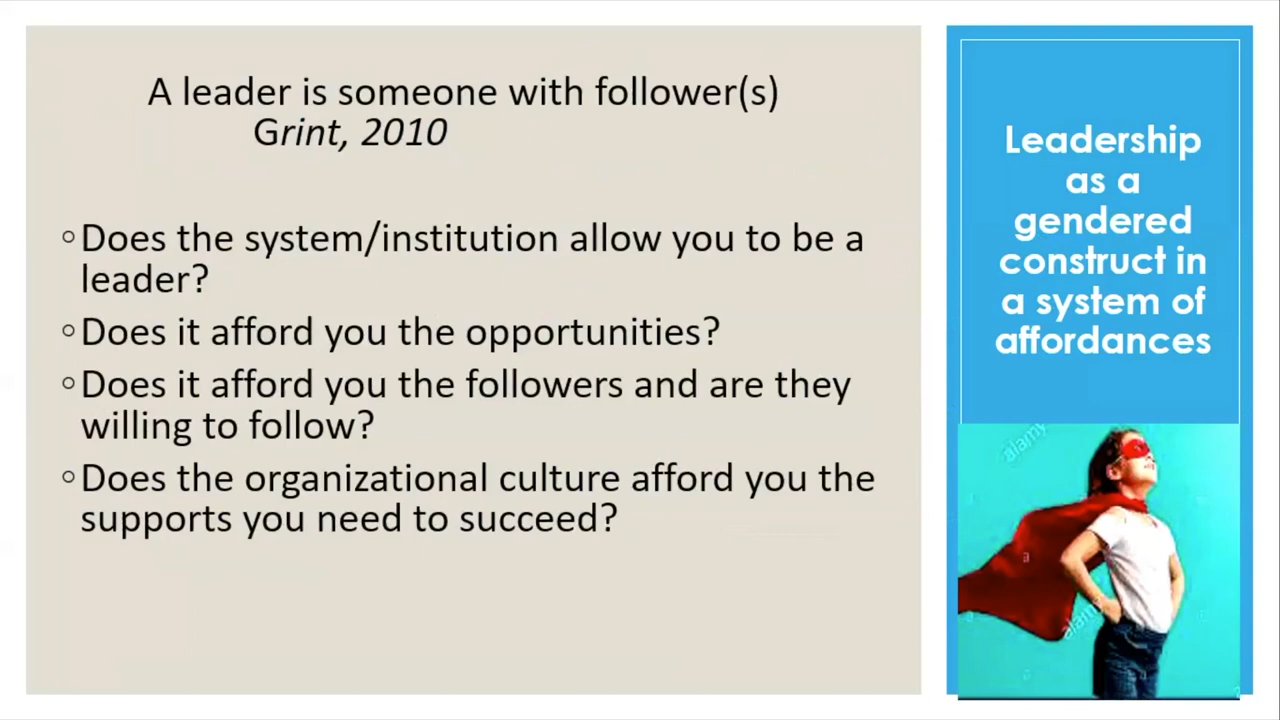 A leader is someone with follower(s)
Grint, 2010
◦Does the system/institution allow you to be a
leader?
◦Does it afford you the opportunities?
◦Does it afford you the followers and are they
willing to follow?
◦Does the organizational culture afford you the
supports you need to succeed?
Leadership
as a
gendered
construct in
a system of
affordances
alamy
a
alamy
a
a